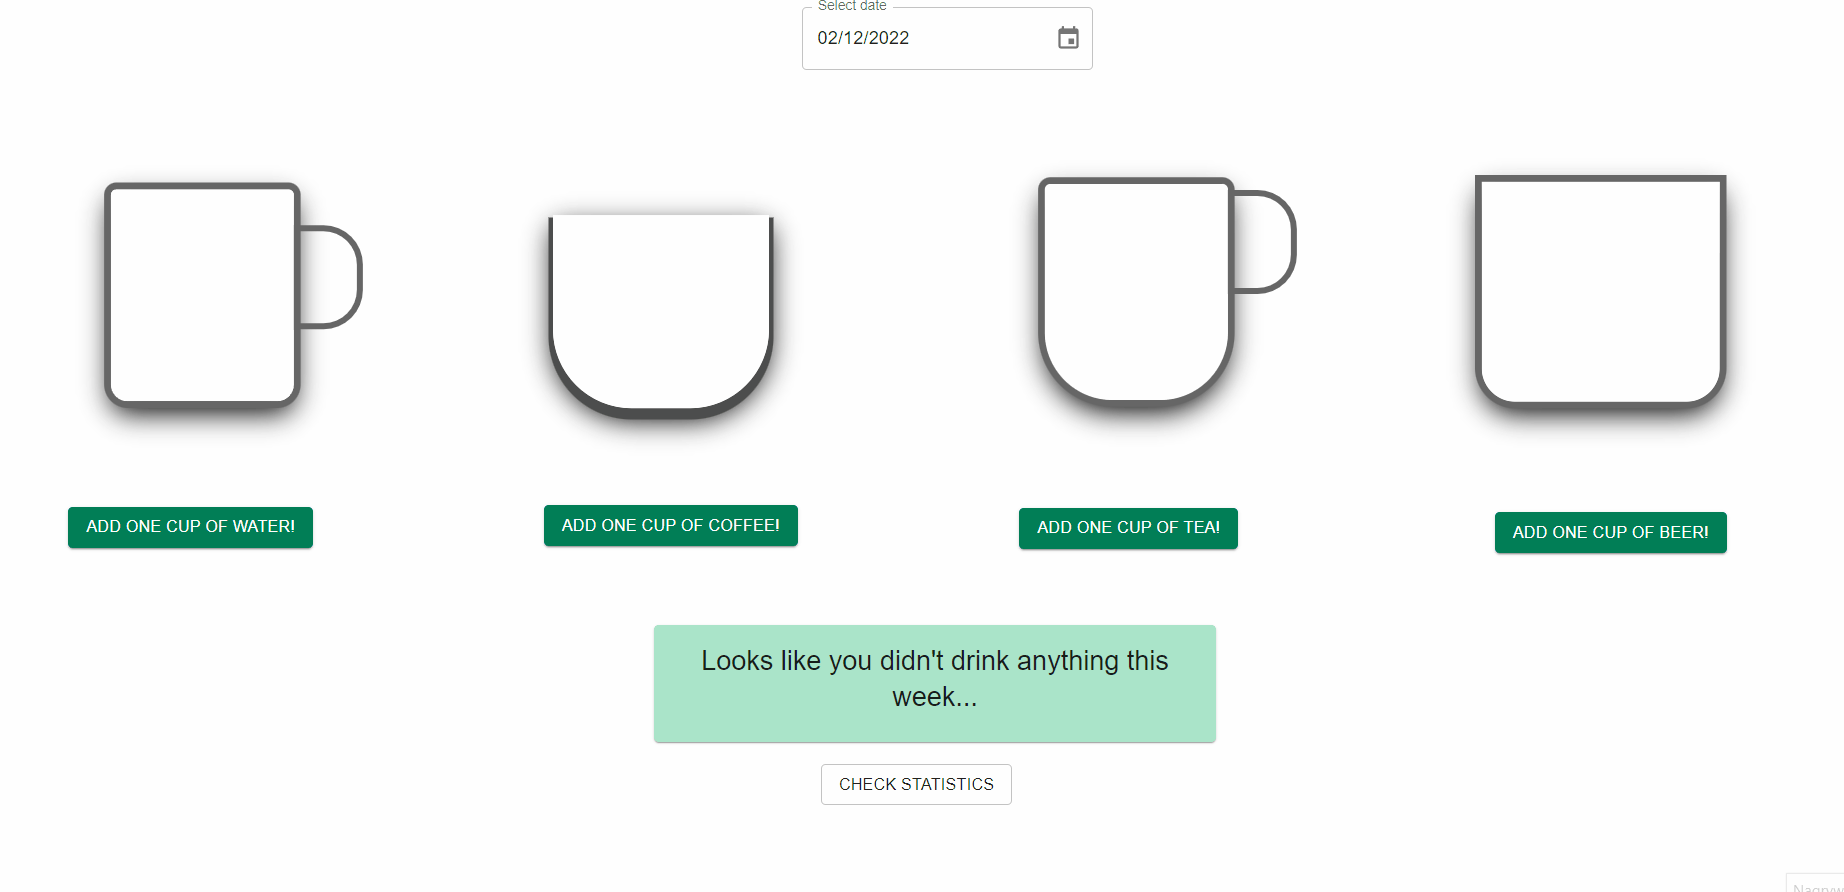 Select date
02/12/2022
ADD ONE CUP OF WATER!
ADD ONE CUP OF COFFEE!
ADD ONE CUP OF TEA!
ADD ONE CUP OF BEER!
Looks like you didn't drink anything this
week...
CHECK STATISTICS